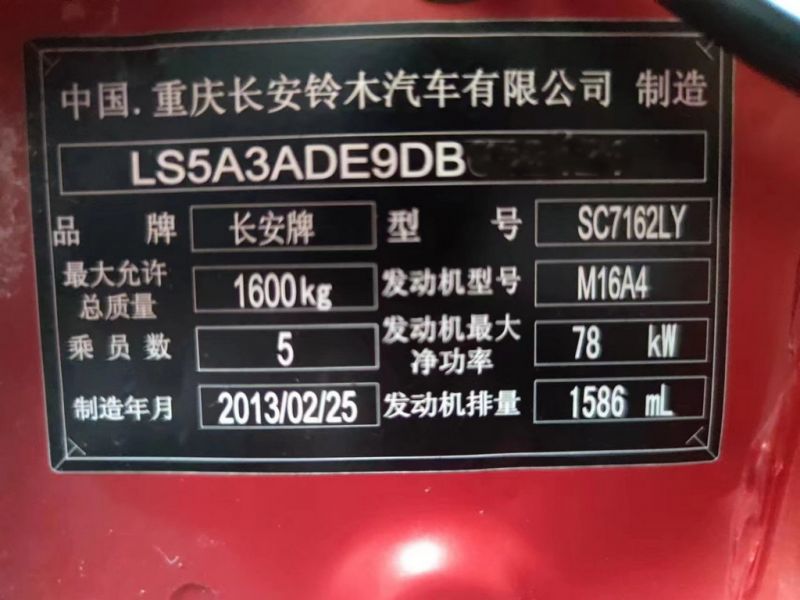 中国.重庆长安铃木汽车有限公司 制造
LS5A3ADE9DB
品牌 长安牌 型号 SC7162LY
最大允许总质量 1600kg 发动机型号 M16A4
乘员数 5 发动机最大净功率 78 kW
制造年月 2013/02/25 发动机排量 1586 mL